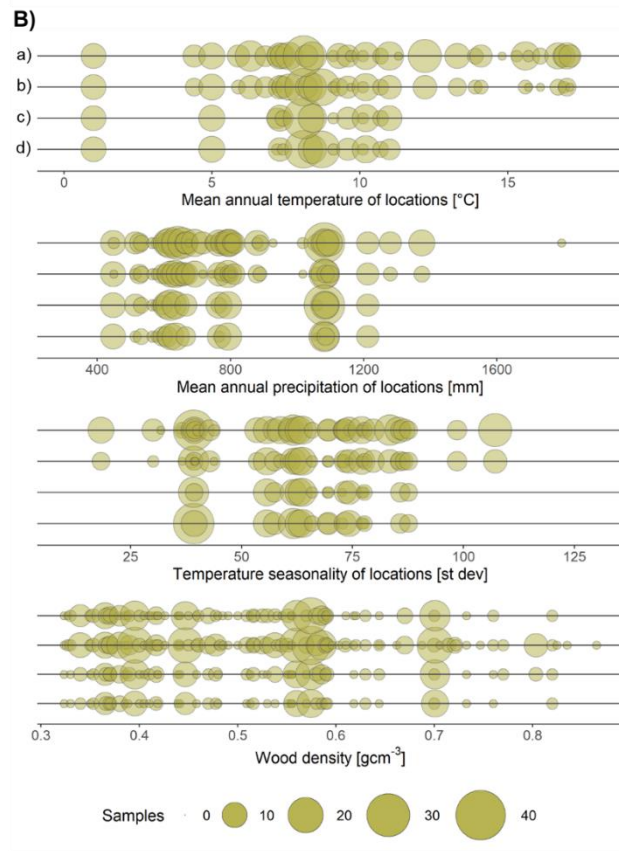 B)
a)
b)
c)
d)
0 5 10 15
Mean annual temperature of locations [°C]
400 800 1200 1600
Mean annual precipitation of locations [mm]
25 50 75 100 125
Temperature seasonality of locations [st dev]
0.3 0.4 0.5 0.6 0.7 0.8
Wood density [gcm⁻³]
Samples 0 10 20 30 40